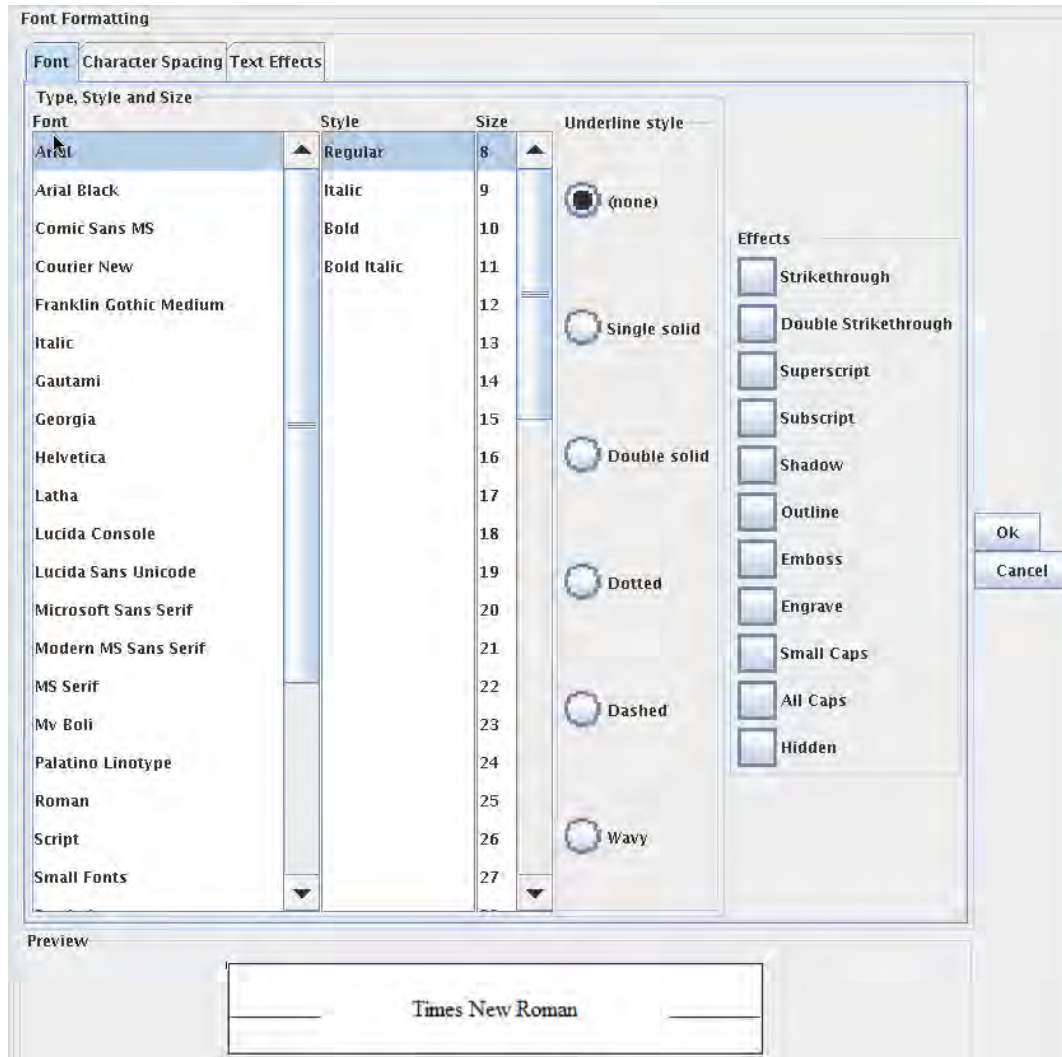 Font Formatting
Font Character Spacing Text Effects
Type, Style and Size
Font Style Size Underline style
Arial Regular 8
Arial Black Italic 9
(none)
Comic Sans MS Bold 10
Effects
Courier New Bold Italic 11
Strikethrough
Franklin Gothic Medium 12
Single solid
Double Strikethrough
Italic 13
Superscript
Gautami 14
Georgia 15
Subscript
Helvetica 16
Double solid
Shadow
Latha 17
Outline
Lucida Console 18
Ok
Emboss
Lucida Sans Unicode 19
Cancel
Dotted
Microsoft Sans Serif 20
Engrave
Modern MS Sans Serif 21
Small Caps
MS Serif 22
All Caps
Dashed
Mv Boli 23
Hidden
Palatino Linotype 24
Roman 25
Script 26
Wavy
Small Fonts 27
Preview
Times New Roman